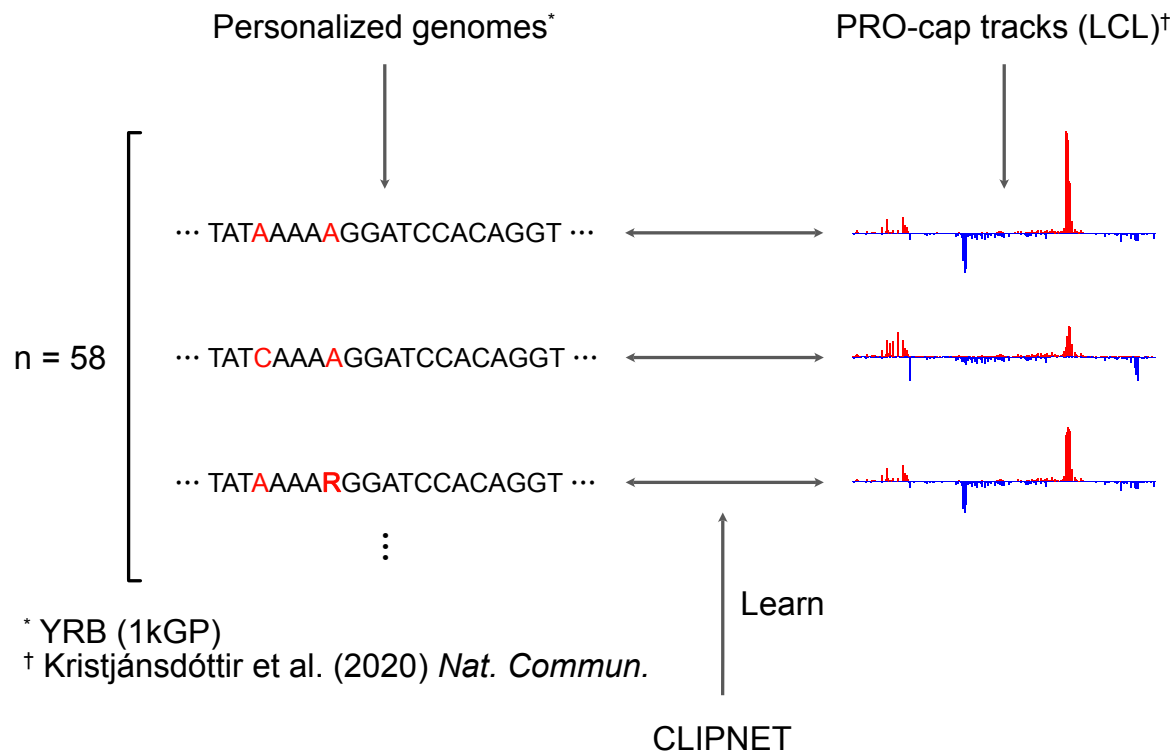 Personalized genomes*
PRO-cap tracks (LCL)†
··· TATAAAAAGGATCCACAGGT ···
n = 58
··· TATCAAAAGGATCCACAGGT ···
··· TATAAAARGGATCCACAGGT ···
⋮
Learn
* YRB (1kGP)
† Kristjánsdóttir et al. (2020) Nat. Commun.
CLIPNET